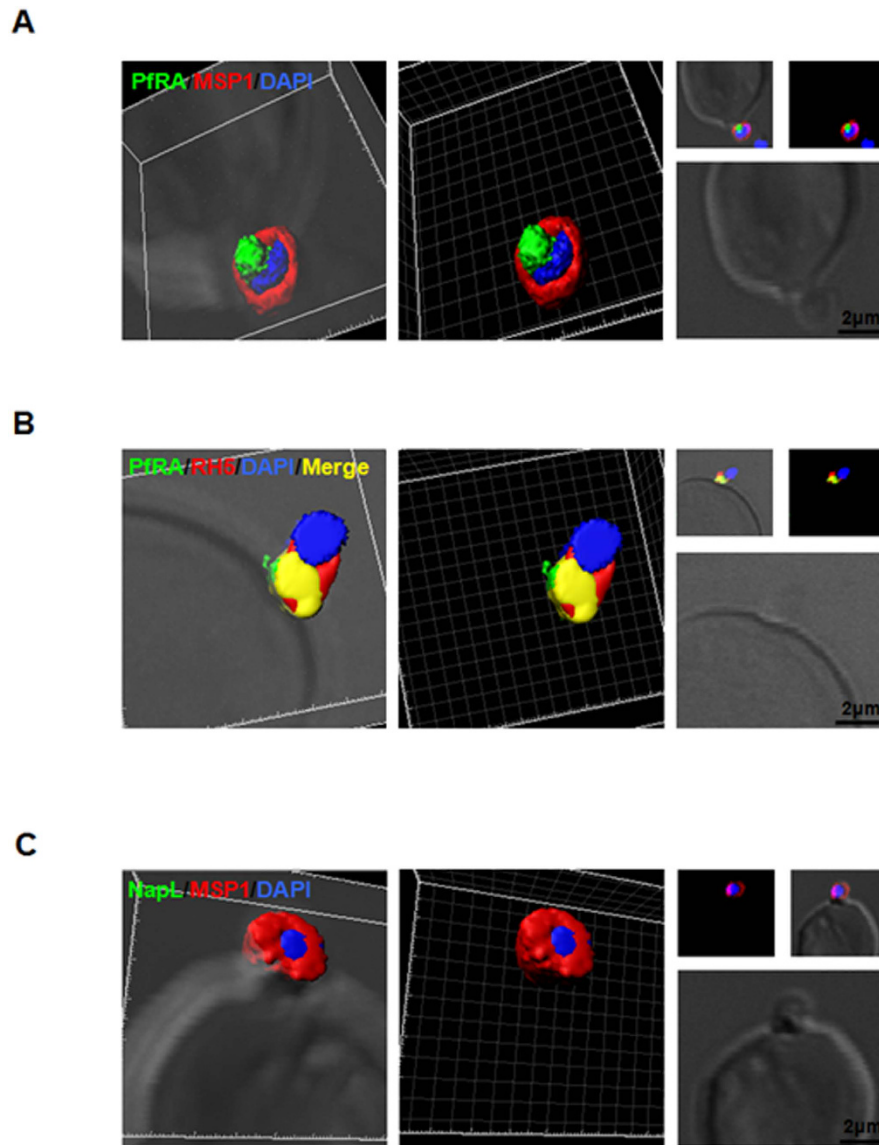 A
PfRA/MSP1/DAPI
2µm
B
PfRA/RH5/DAPI/Merge
2µm
C
NapL/MSP1/DAPI
2µm